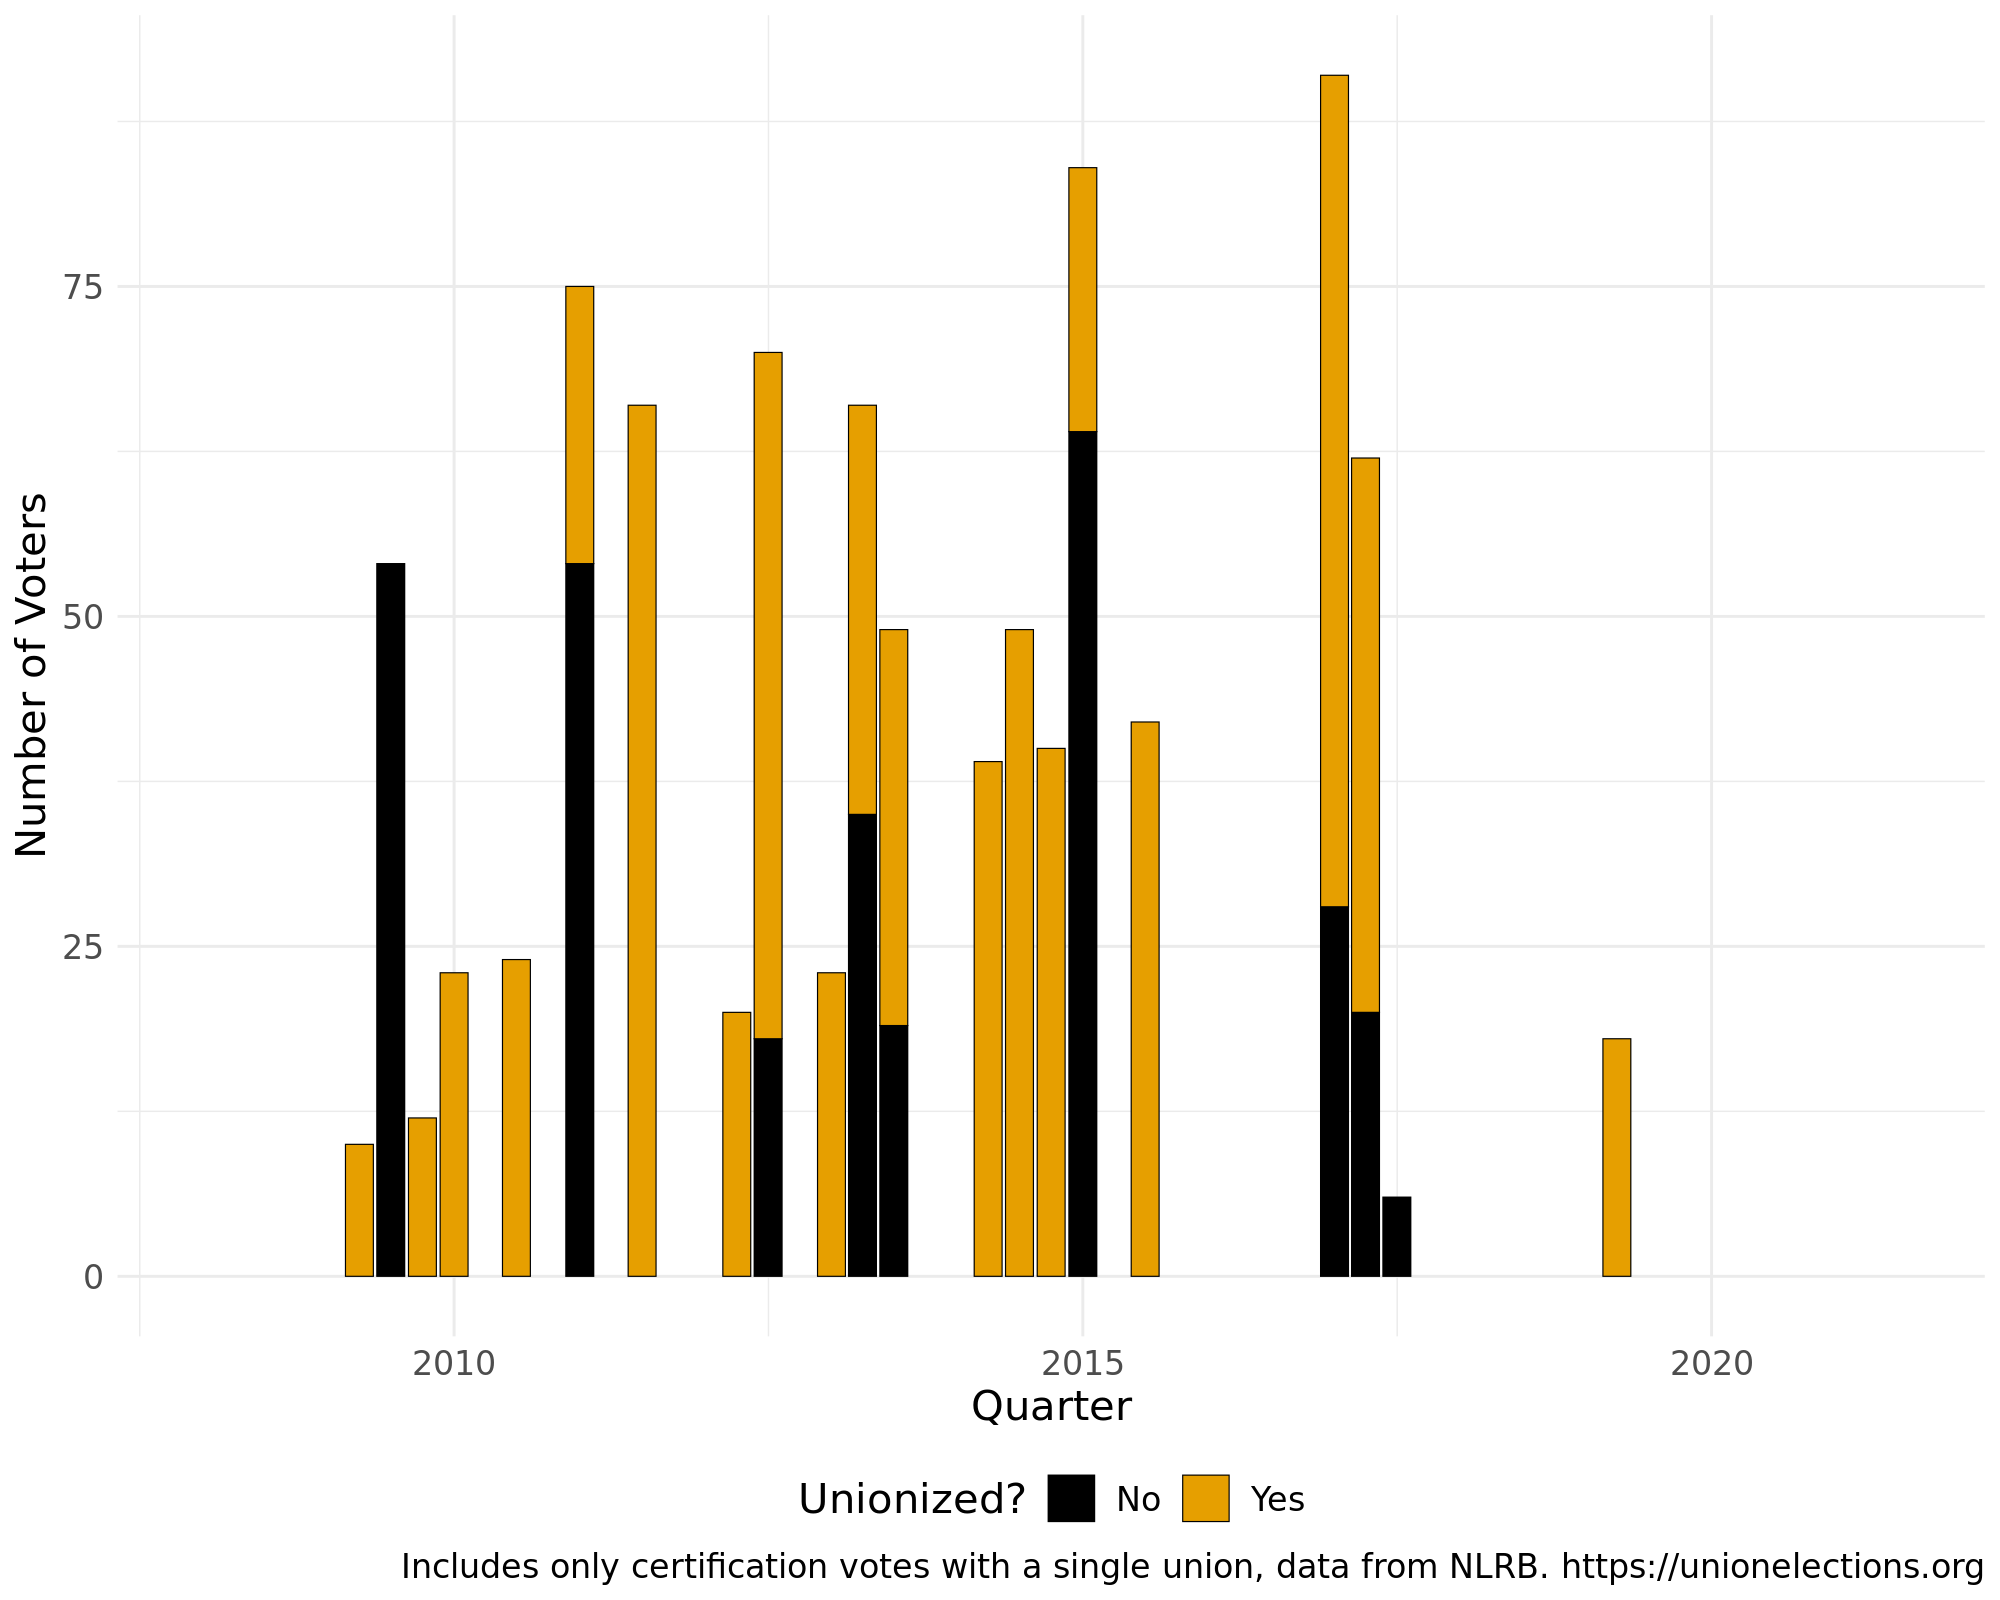 Number of Voters
75
50
25
0
2010 2015 2020
Quarter
Unionized? No Yes
Includes only certification votes with a single union, data from NLRB. https://unionelections.org